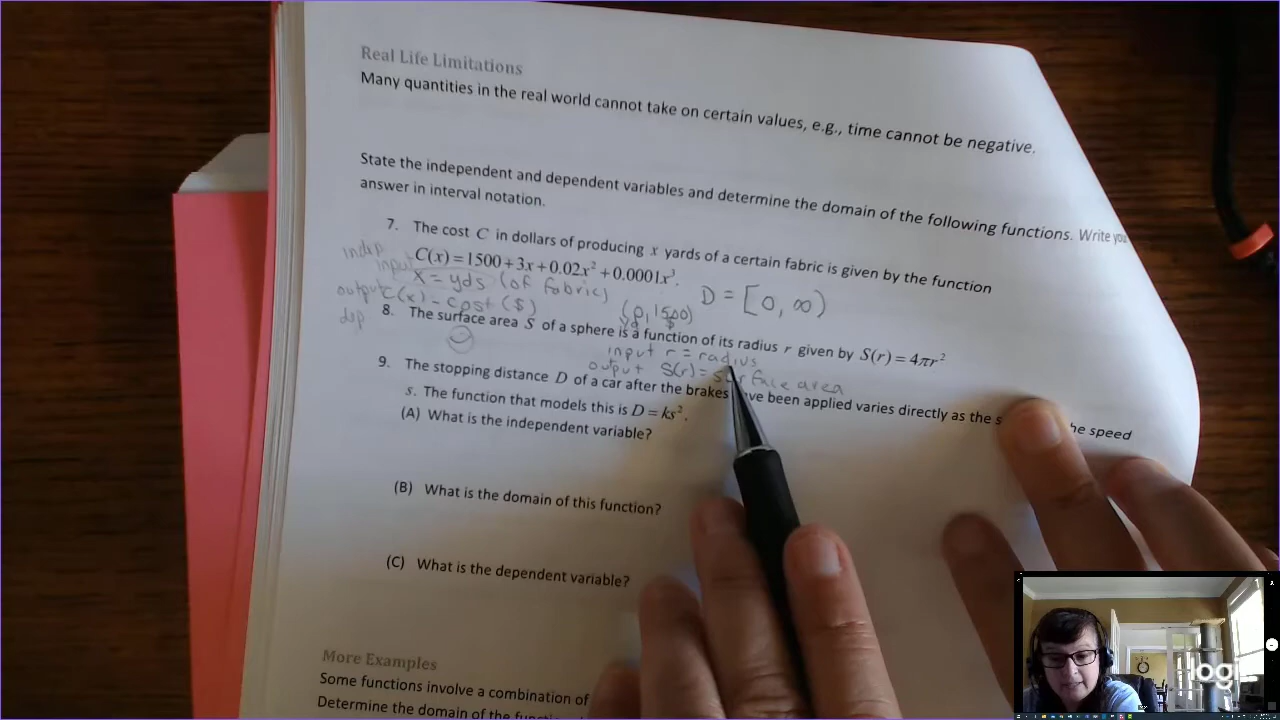 Real Life Limitations
Many quantities in the real world cannot take on certain values, e.g., time cannot be negative.
State the independent and dependent variables and determine the domain of the following functions. Write you
answer in interval notation.
7. The cost C in dollars of producing x yards of a certain fabric is given by the function
indep
input C(x) = 1500 + 3x + 0.02x² + 0.0001x³.
x = yds (of fabric) D = [0, ∞)
output C(x) - cost ($) (0, 1500)
dep yd $
8. The surface area S of a sphere is a function of its radius r given by S(r) = 4πr²
input r = radius
output S(r) = surface area
9. The stopping distance D of a car after the brakes have been applied varies directly as the s he speed
s. The function that models this is D = ks².
(A) What is the independent variable?
(B) What is the domain of this function?
(C) What is the dependent variable?
More Examples
Some functions involve a combination of
Determine the domain of the
logi